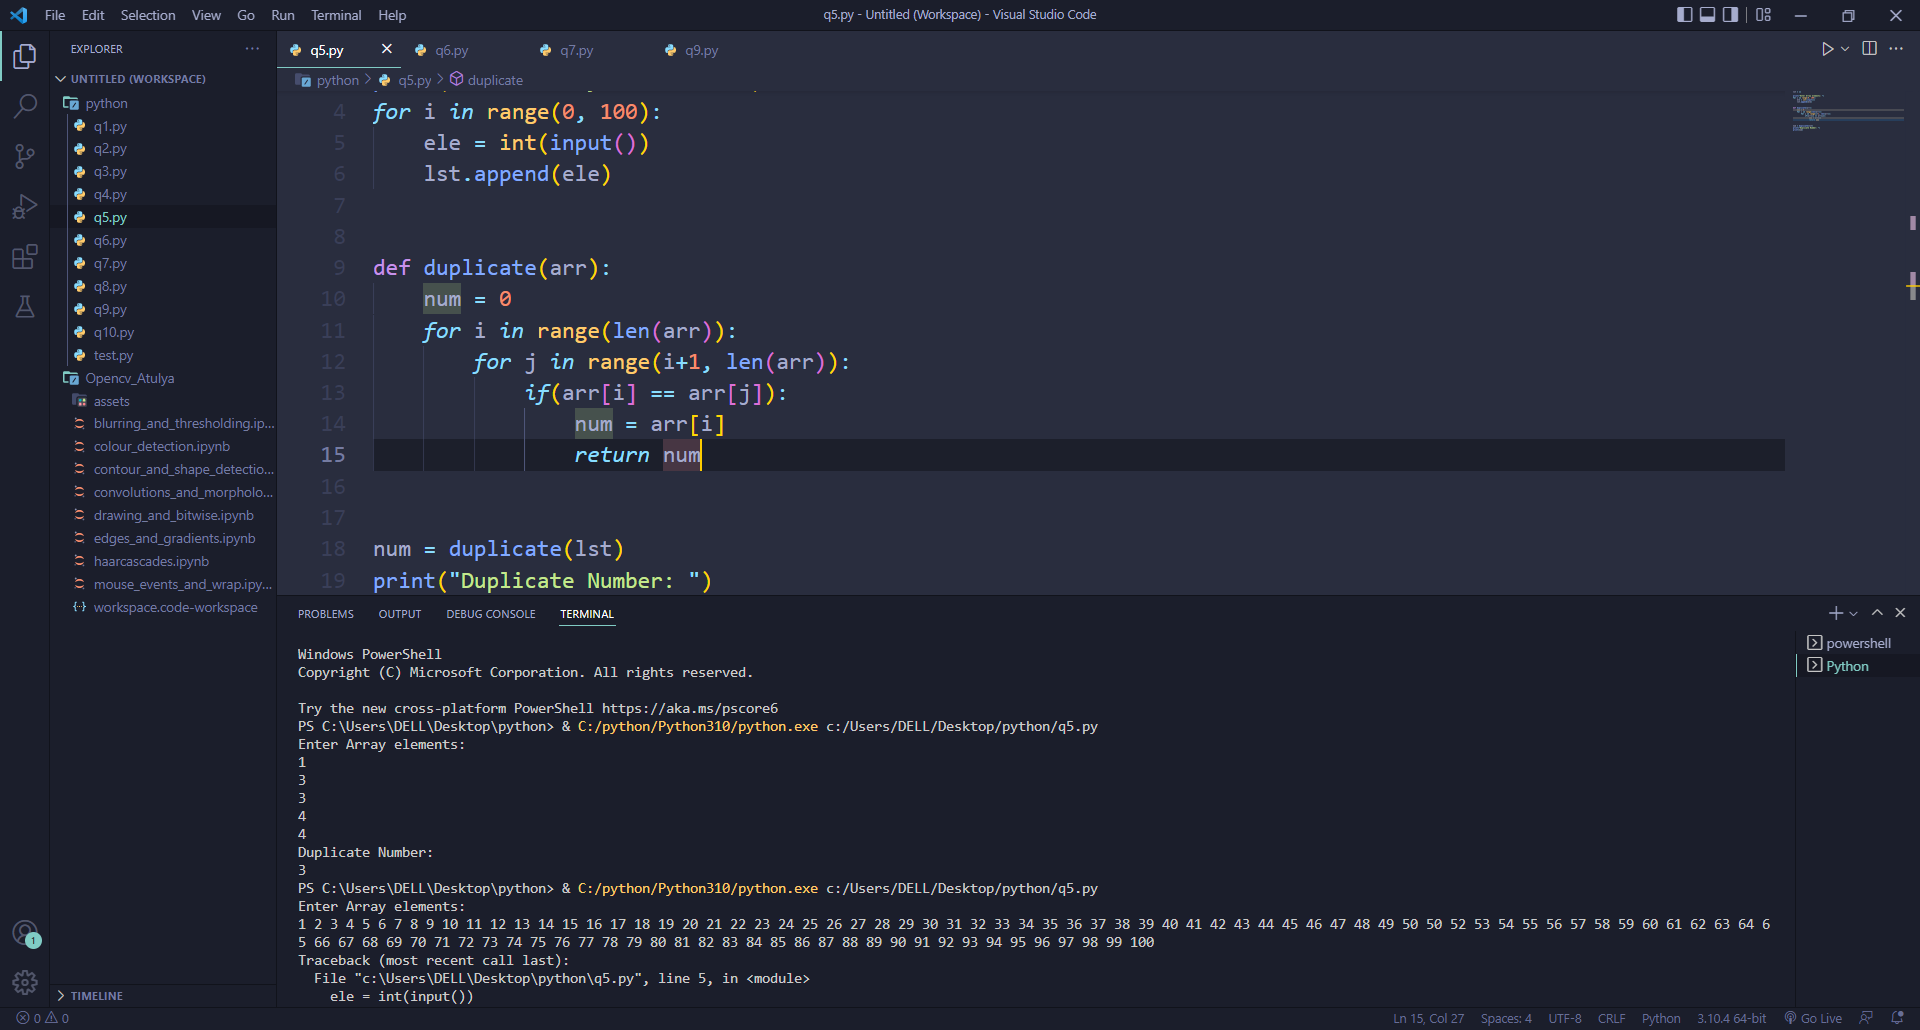 File Edit Selection View Go Run Terminal Help
q5.py - Untitled (Workspace) - Visual Studio Code
EXPLORER
UNTITLED (WORKSPACE)
python
q1.py
q2.py
q3.py
q4.py
q5.py
q6.py
q7.py
q8.py
q9.py
q10.py
test.py
Opencv_Atulya
assets
blurring_and_thresholding.ip...
colour_detection.ipynb
contour_and_shape_detectio...
convolutions_and_morpholo...
drawing_and_bitwise.ipynb
edges_and_gradients.ipynb
haarcascades.ipynb
mouse_events_and_wrap.ipy...
workspace.code-workspace
TIMELINE
q5.py q6.py q7.py q9.py
python > q5.py > duplicate
4 for i in range(0, 100):
5 ele = int(input())
6 lst.append(ele)
7
8
9 def duplicate(arr):
10 num = 0
11 for i in range(len(arr)):
12 for j in range(i+1, len(arr)):
13 if(arr[i] == arr[j]):
14 num = arr[i]
15 return num
16
17
18 num = duplicate(lst)
19 print("Duplicate Number: ")
PROBLEMS OUTPUT DEBUG CONSOLE TERMINAL
powershell
Python
Windows PowerShell
Copyright (C) Microsoft Corporation. All rights reserved.
Try the new cross-platform PowerShell https://aka.ms/pscore6
PS C:\Users\DELL\Desktop\python> & C:/python/Python310/python.exe c:/Users/DELL/Desktop/python/q5.py
Enter Array elements:
1
3
3
4
4
Duplicate Number:
3
PS C:\Users\DELL\Desktop\python> & C:/python/Python310/python.exe c:/Users/DELL/Desktop/python/q5.py
Enter Array elements:
1 2 3 4 5 6 7 8 9 10 11 12 13 14 15 16 17 18 19 20 21 22 23 24 25 26 27 28 29 30 31 32 33 34 35 36 37 38 39 40 41 42 43 44 45 46 47 48 49 50 50 52 53 54 55 56 57 58 59 60 61 62 63 64 6
5 66 67 68 69 70 71 72 73 74 75 76 77 78 79 80 81 82 83 84 85 86 87 88 89 90 91 92 93 94 95 96 97 98 99 100
Traceback (most recent call last):
File "c:\Users\DELL\Desktop\python\q5.py", line 5, in <module>
ele = int(input())
1
0 0
Ln 15, Col 27 Spaces: 4 UTF-8 CRLF Python 3.10.4 64-bit Go Live